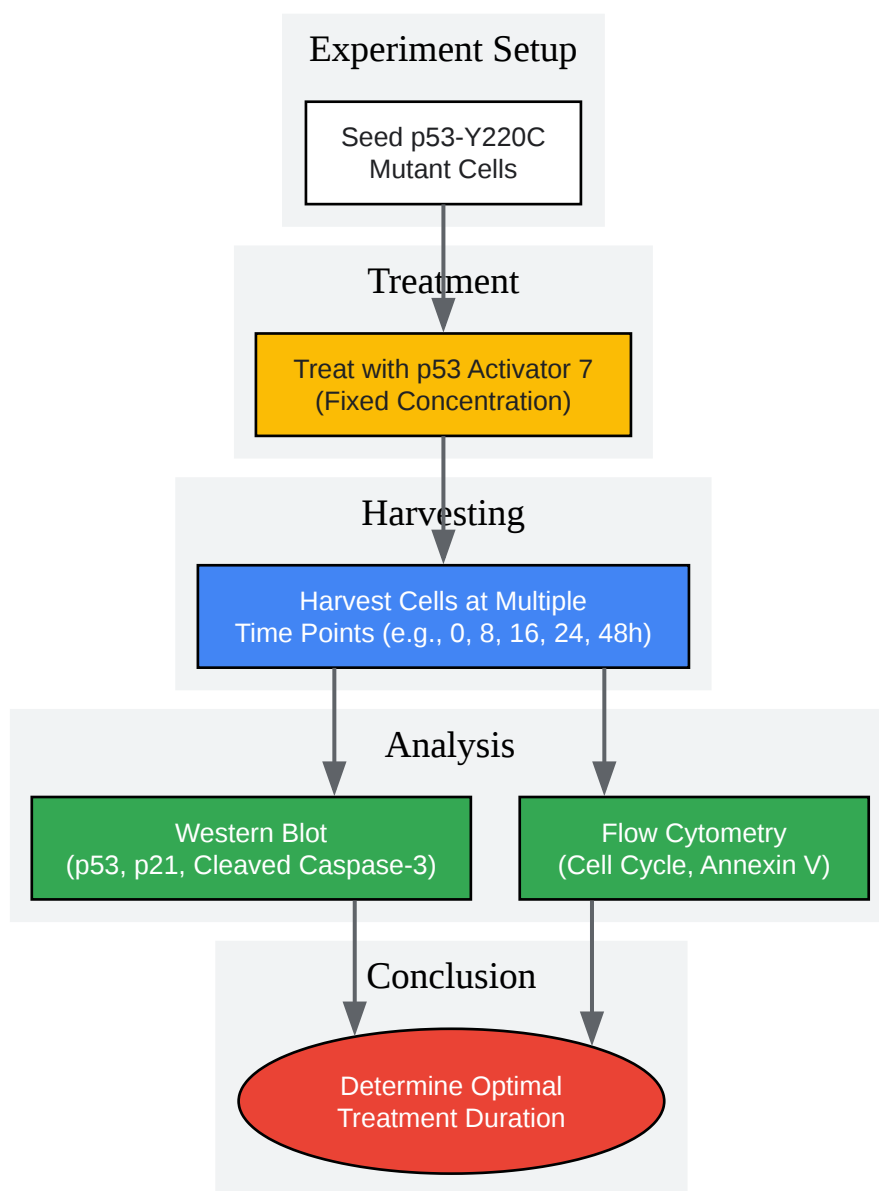 Experiment Setup
Seed p53-Y220C
Mutant Cells
Treatment
Treat with p53 Activator 7
(Fixed Concentration)
Harvesting
Harvest Cells at Multiple
Time Points (e.g., 0, 8, 16, 24, 48h)
Analysis
Western Blot
(p53, p21, Cleaved Caspase-3)
Flow Cytometry
(Cell Cycle, Annexin V)
Conclusion
Determine Optimal
Treatment Duration